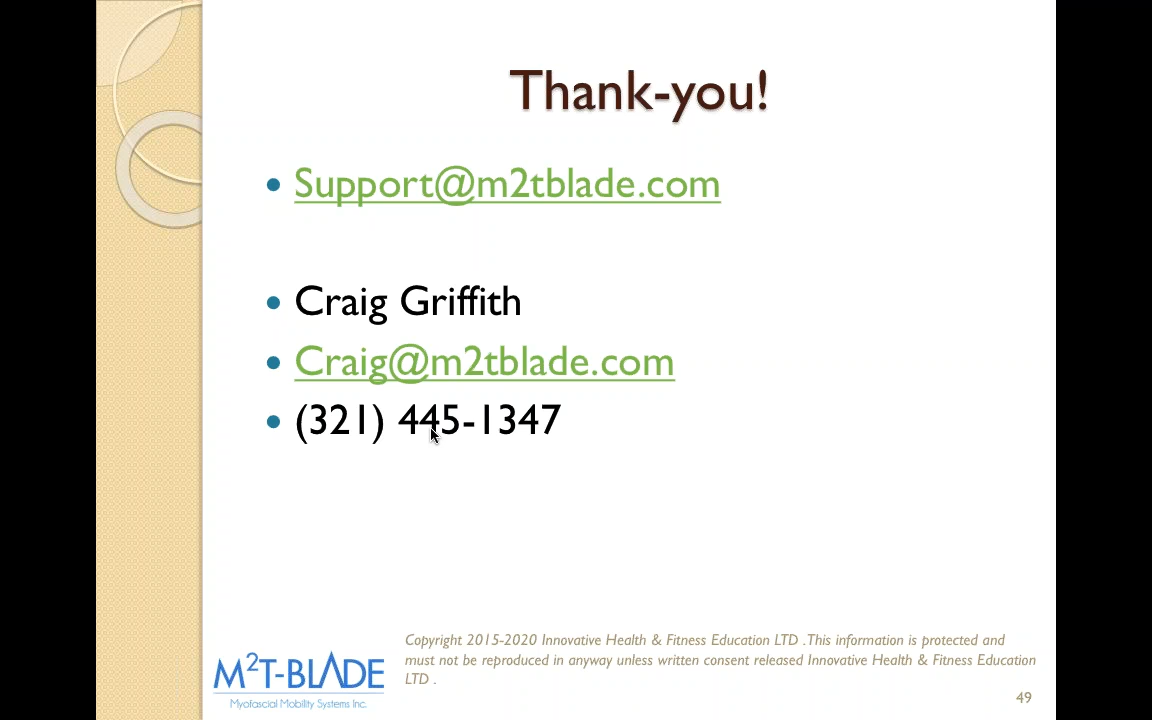 Thank-you!
Support@m2tblade.com
Craig Griffith
Craig@m2tblade.com
(321) 445-1347
Copyright 2015-2020 Innovative Health & Fitness Education LTD .This information is protected and
must not be reproduced in anyway unless written consent released Innovative Health & Fitness Education
LTD .
M²T-BLADE
Myofascial Mobility Systems Inc.
49